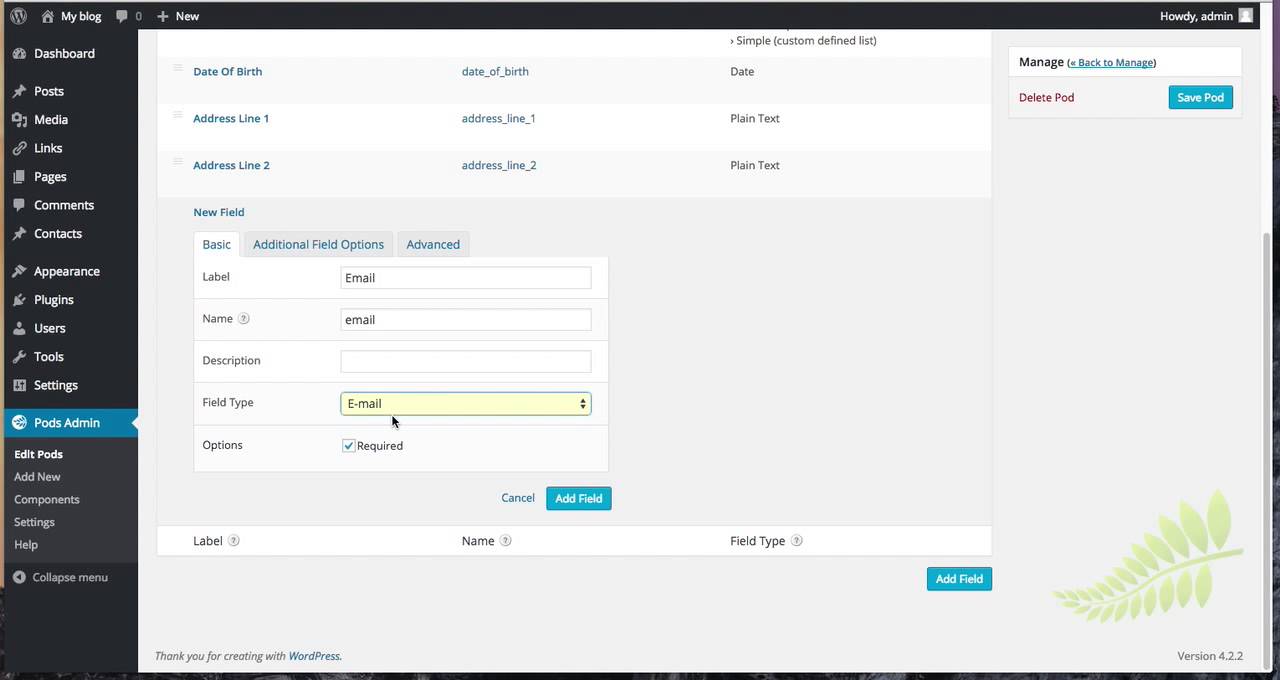 My blog 0 New Howdy, admin
Dashboard
Posts
Media
Links
Pages
Comments
Contacts
Appearance
Plugins
Users
Tools
Settings
Pods Admin
Edit Pods
Add New
Components
Settings
Help
Collapse menu
› Simple (custom defined list)
Date Of Birth date_of_birth Date
Address Line 1 address_line_1 Plain Text
Address Line 2 address_line_2 Plain Text
New Field
Basic Additional Field Options Advanced
Label Email
Name ? email
Description
Field Type E-mail
Options Required
Cancel Add Field
Label ? Name ? Field Type ?
Add Field
Manage (« Back to Manage)
Delete Pod Save Pod
Thank you for creating with WordPress. Version 4.2.2